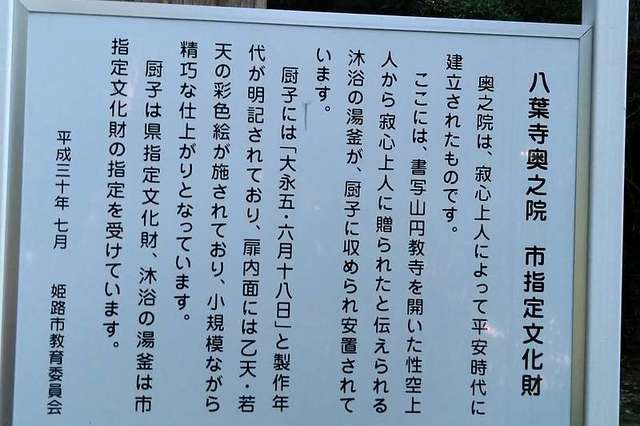 八葉寺奥之院　市指定文化財
奥之院は、寂心上人によって平安時代に
建立されたものです。
ここには、書写山円教寺を開いた性空上
人から寂心上人に贈られたと伝えられる
沐浴の湯釜が、厨子に収められ安置されて
います。
厨子には「大永五・六月十八日」と製作年
代が明記されており、扉内面には乙天・若
天の彩色絵が施されており、小規模ながら
精巧な仕上がりとなっています。
厨子は県指定文化財、沐浴の湯釜は市
指定文化財の指定を受けています。
平成三十年 七月　姫路市教育委員会